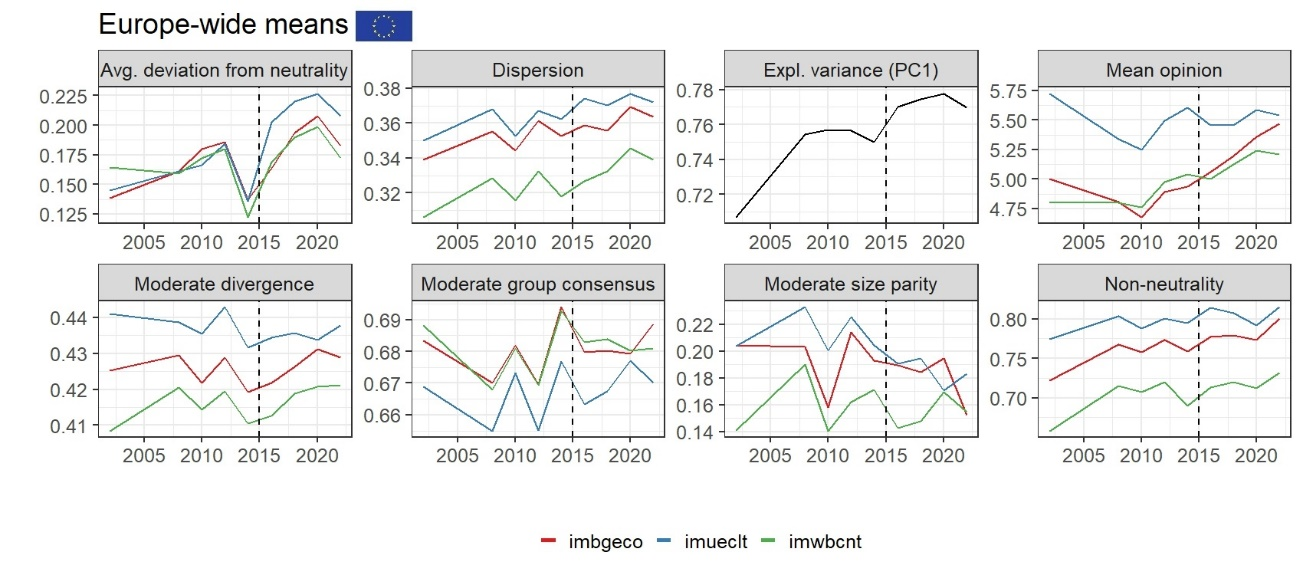 Europe-wide means
Avg. deviation from neutrality
Dispersion
Expl. variance (PC1)
Mean opinion
0.225
0.200
0.175
0.150
0.125
0.38
0.36
0.34
0.32
0.78
0.76
0.74
0.72
5.75
5.50
5.25
5.00
4.75
2005 2010 2015 2020
2005 2010 2015 2020
2005 2010 2015 2020
2005 2010 2015 2020
Moderate divergence
Moderate group consensus
Moderate size parity
Non-neutrality
0.44
0.43
0.42
0.41
0.69
0.68
0.67
0.66
0.22
0.20
0.18
0.16
0.14
0.80
0.75
0.70
2005 2010 2015 2020
2005 2010 2015 2020
2005 2010 2015 2020
2005 2010 2015 2020
imbgeco imueclt imwbcnt